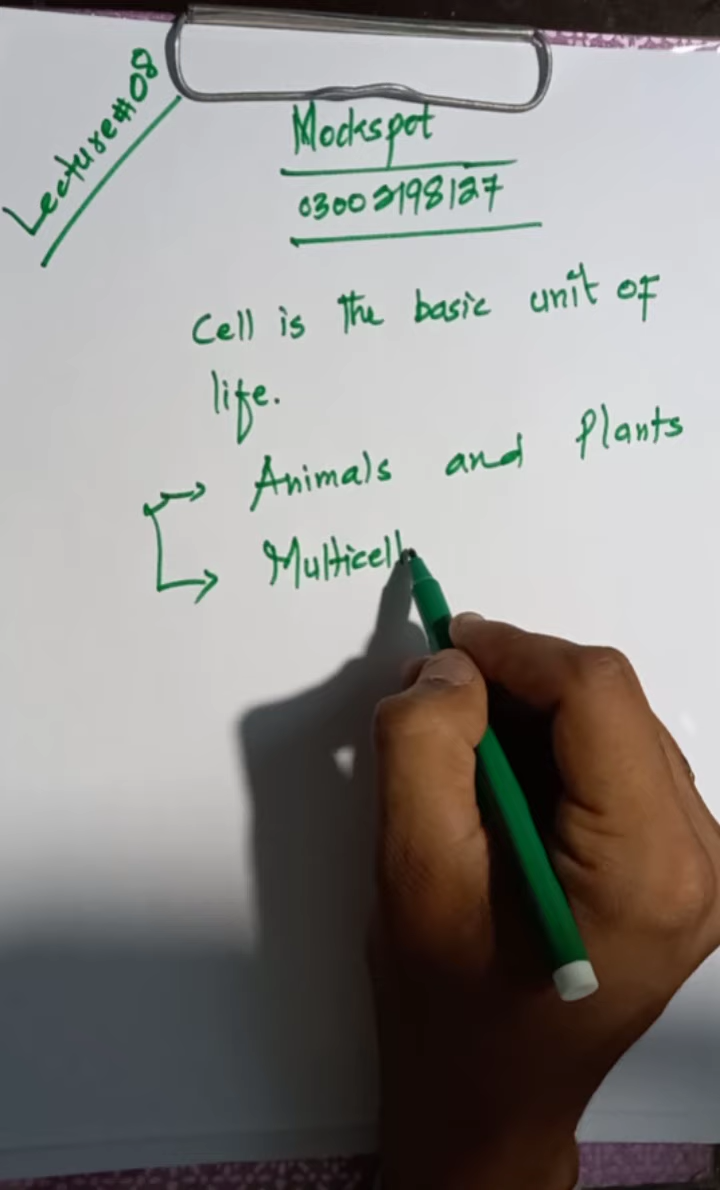 Lecture#08
Mockspot
03002198127
Cell is the basic unit of
life.
Animals and Plants
Multicell